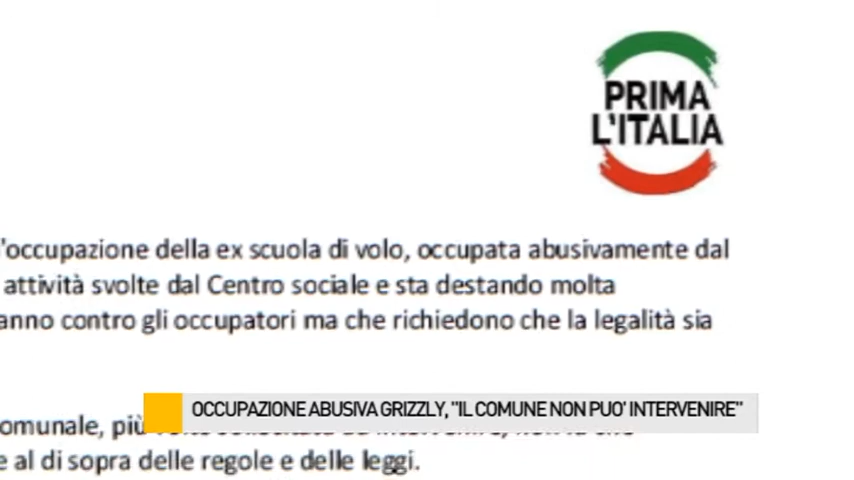 PRIMA
L'ITALIA
l'occupazione della ex scuola di volo, occupata abusivamente dal
attività svolte dal Centro sociale e sta destando molta
anno contro gli occupatori ma che richiedono che la legalità sia
OCCUPAZIONE ABUSIVA GRIZZLY, "IL COMUNE NON PUO' INTERVENIRE"
omunale, più
e al di sopra delle regole e delle leggi.